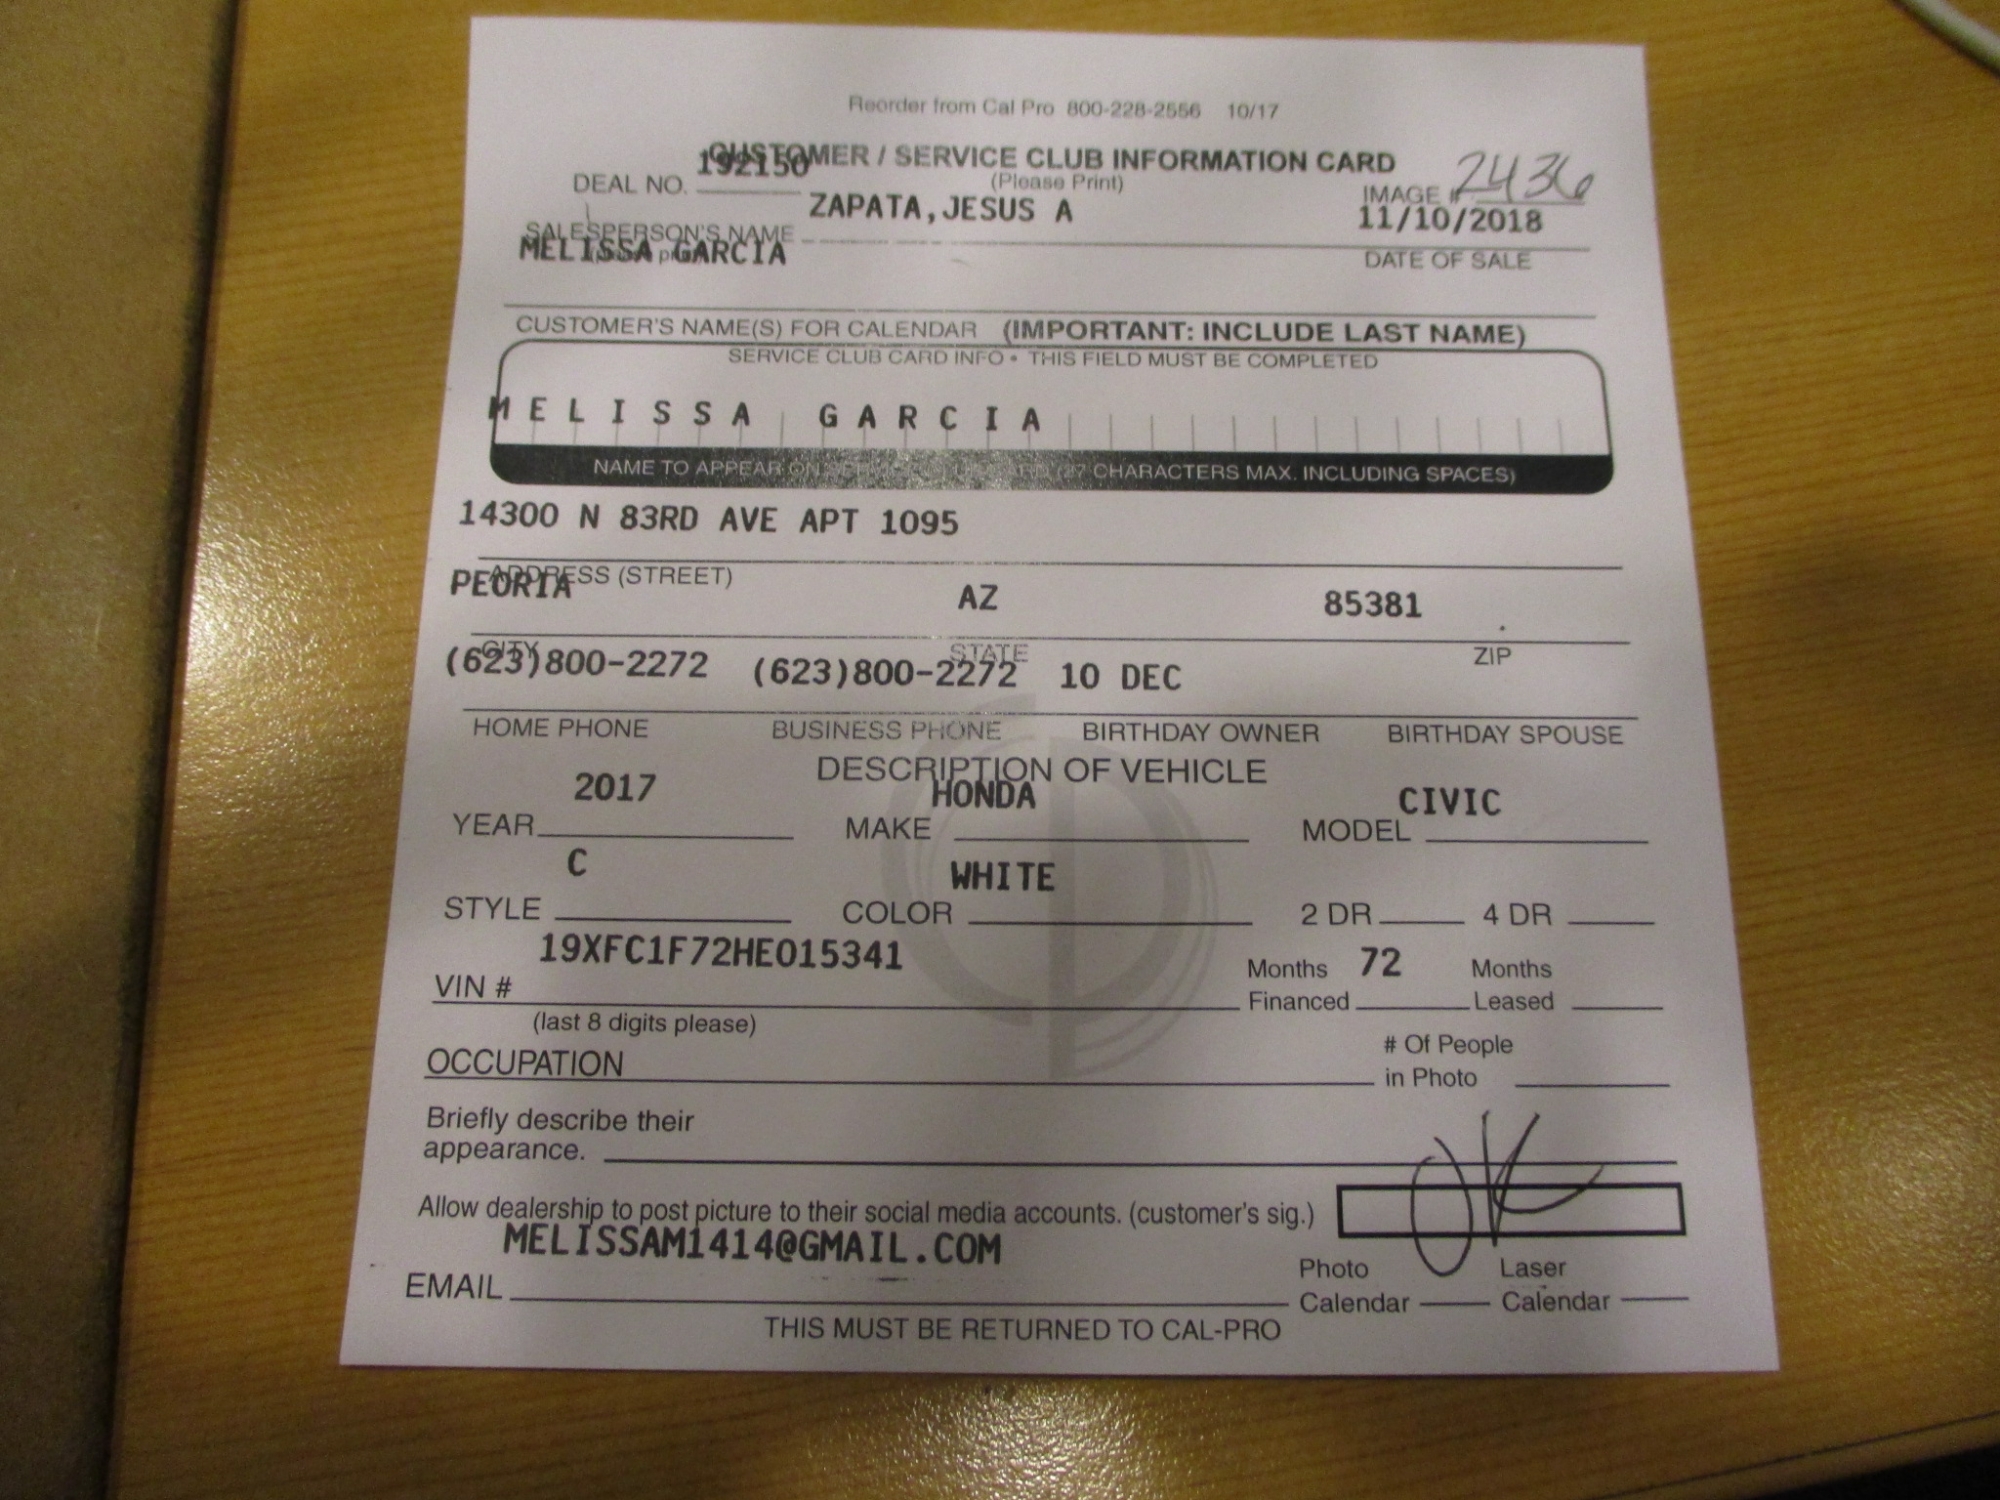 Reorder from Cal Pro 800-228-2556 10/17
CUSTOMER / SERVICE CLUB INFORMATION CARD
(Please Print)
DEAL NO. 192150
IMAGE # 2436
SALESPERSON'S NAME ZAPATA,JESUS A
11/10/2018
DATE OF SALE
MELISSA GARCIA
CUSTOMER'S NAME(S) FOR CALENDAR (IMPORTANT: INCLUDE LAST NAME)
SERVICE CLUB CARD INFO • THIS FIELD MUST BE COMPLETED
MELISSA GARCIA
NAME TO APPEAR ON SERVICE CLUB CARD (27 CHARACTERS MAX. INCLUDING SPACES)
14300 N 83RD AVE APT 1095
ADDRESS (STREET)
PEORIA AZ 85381
CITY STATE ZIP
(623)800-2272 (623)800-2272 10 DEC
HOME PHONE BUSINESS PHONE BIRTHDAY OWNER BIRTHDAY SPOUSE
DESCRIPTION OF VEHICLE
YEAR 2017 MAKE HONDA MODEL CIVIC
STYLE C COLOR WHITE 2 DR 4 DR
VIN # 19XFC1F72HE015341 Months Financed 72 Months Leased
(last 8 digits please)
OCCUPATION # Of People in Photo
Briefly describe their
appearance.
Allow dealership to post picture to their social media accounts. (customer's sig.)
MELISSAM1414@GMAIL.COM
EMAIL Photo Calendar Laser Calendar
THIS MUST BE RETURNED TO CAL-PRO